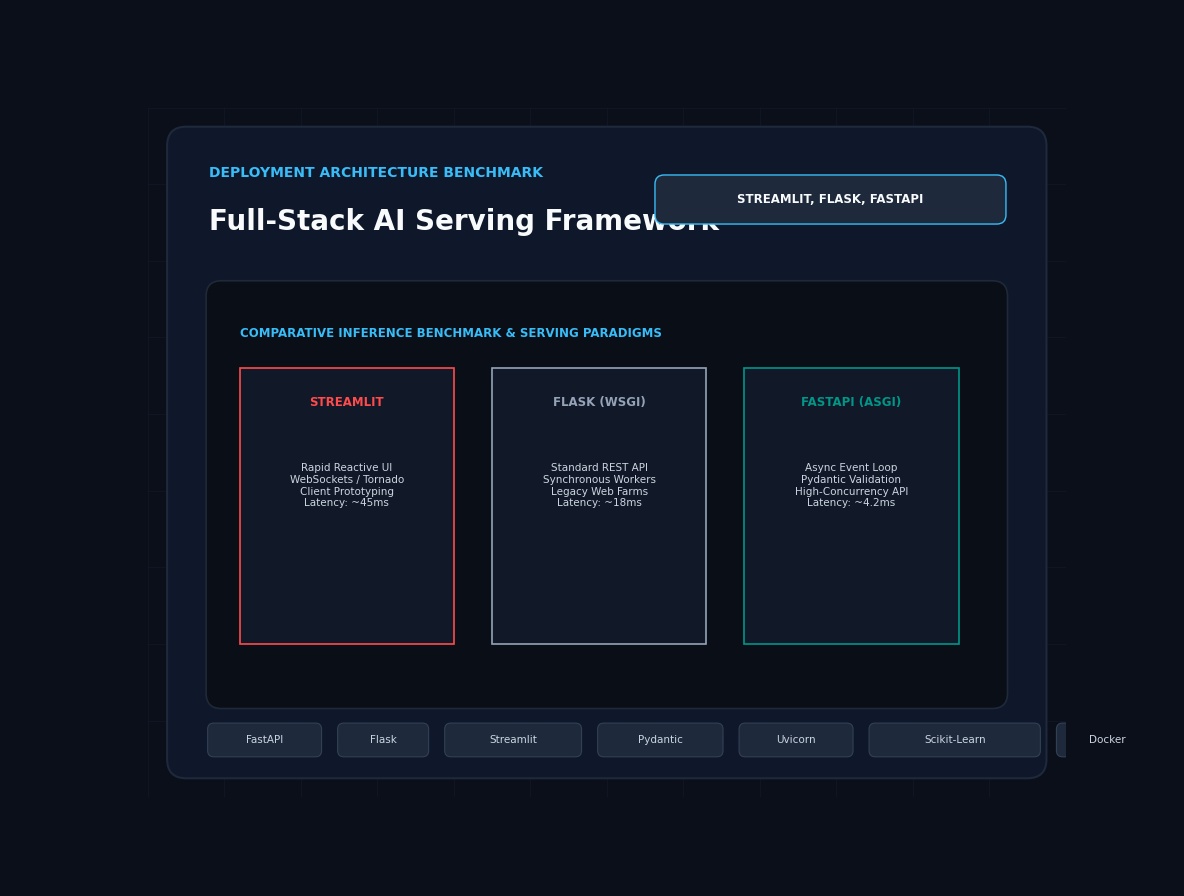 DEPLOYMENT ARCHITECTURE BENCHMARK
STREAMLIT, FLASK, FASTAPI
Full-Stack AI Serving Framework
COMPARATIVE INFERENCE BENCHMARK & SERVING PARADIGMS
STREAMLIT
Rapid Reactive UI
WebSockets / Tornado
Client Prototyping
Latency: ~45ms
FLASK (WSGI)
Standard REST API
Synchronous Workers
Legacy Web Farms
Latency: ~18ms
FASTAPI (ASGI)
Async Event Loop
Pydantic Validation
High-Concurrency API
Latency: ~4.2ms
FastAPI
Flask
Streamlit
Pydantic
Uvicorn
Scikit-Learn
Docker